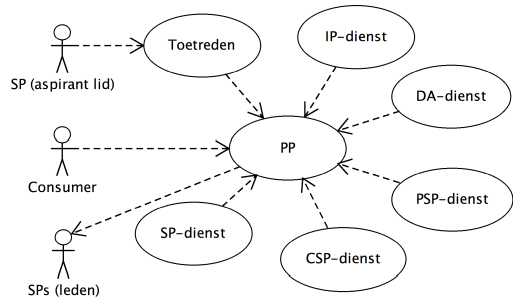 IP-dienst
Toetreden
SP (aspirant lid)
DA-dienst
PP
Consumer
PSP-dienst
SP-dienst
CSP-dienst
SPs (leden)